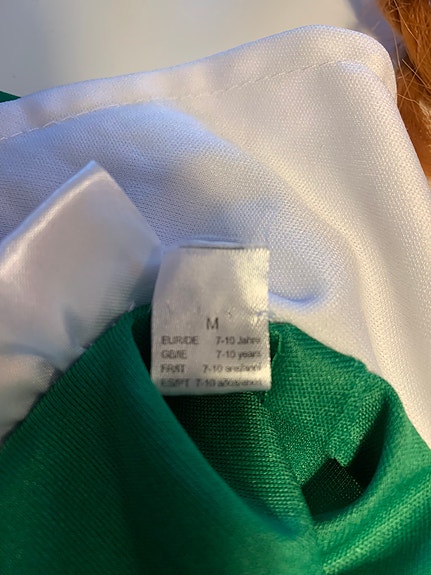 M
EUR/DE 7-10 Jahre
GB/IE 7-10 years
FR/IT 7-10 ans/anni
ES/PT 7-10 años/anos